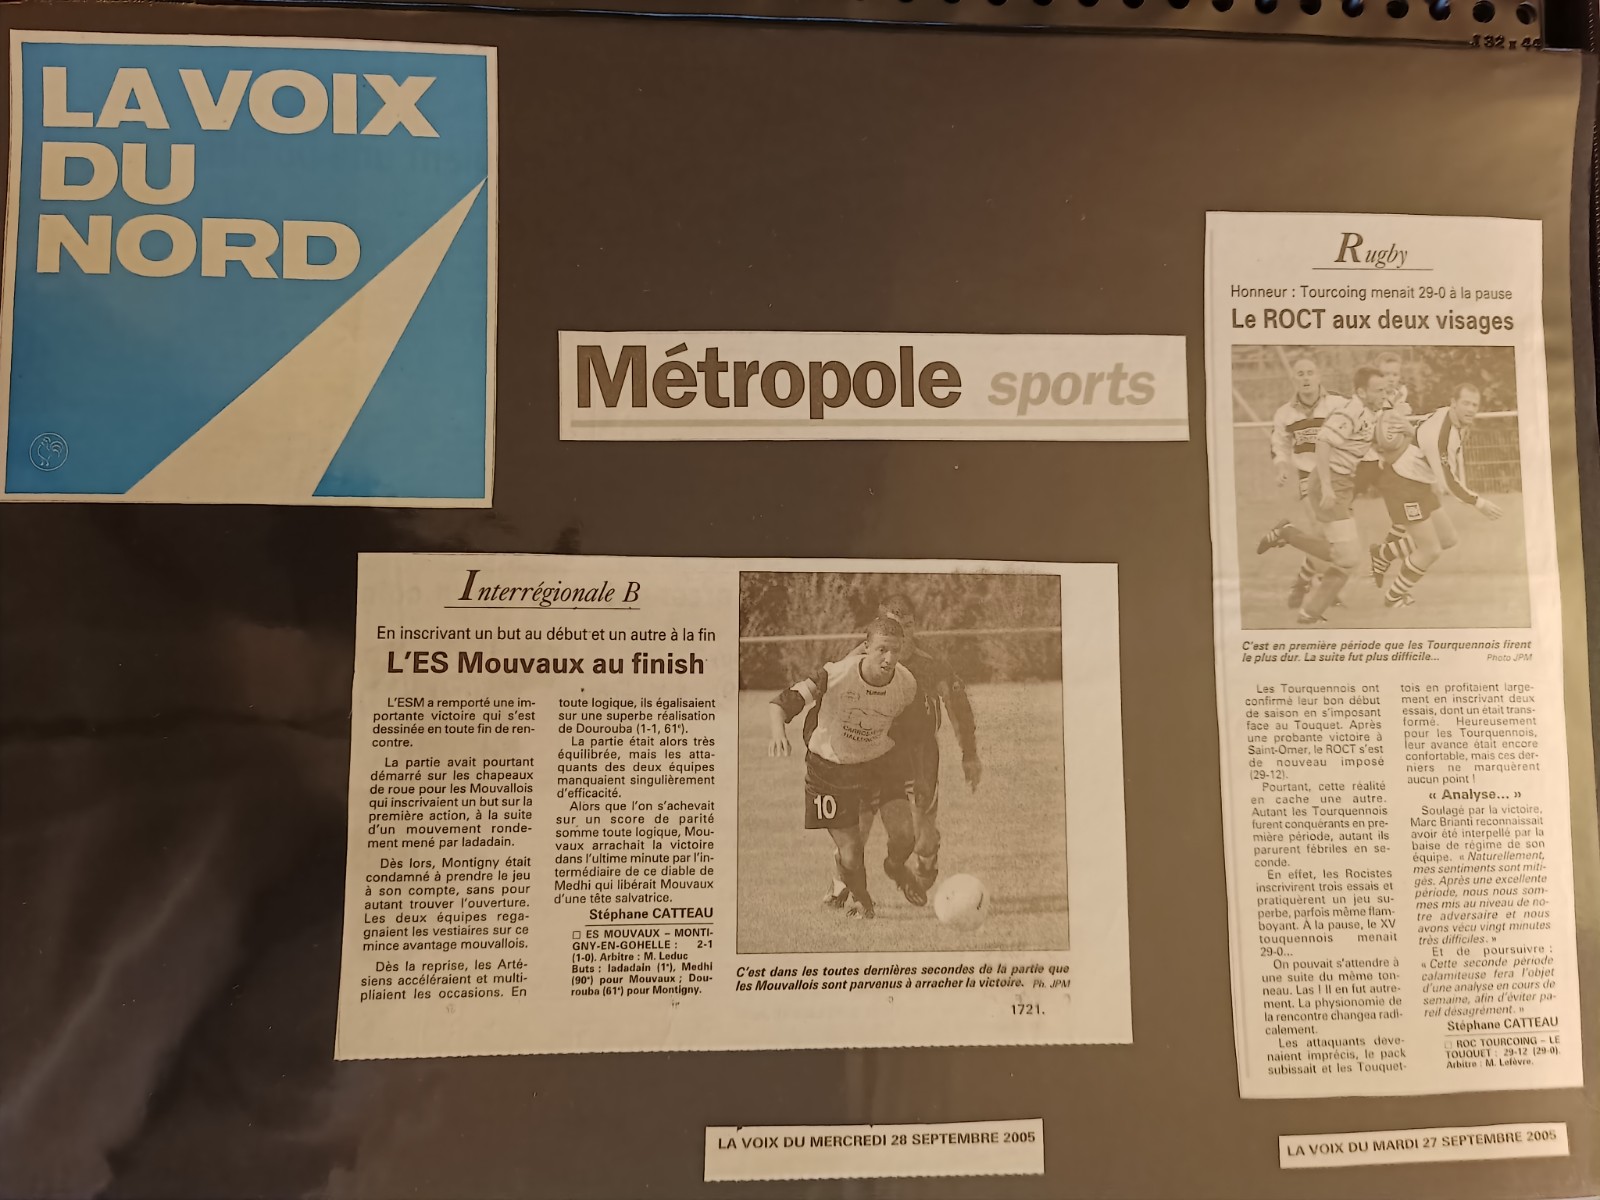 LA VOIX
DU
NORD
132 x 44
Métropole sports
Interrégionale B
En inscrivant un but au début et un autre à la fin
L'ES Mouvaux au finish
L'ESM a remporté une im-
portante victoire qui s'est
dessinée en toute fin de ren-
contre.
La partie avait pourtant
démarré sur les chapeaux
de roue pour les Mouvallois
qui inscrivaient un but sur la
première action, à la suite
d'un mouvement ronde-
ment mené par Iadadain.
Dès lors, Montigny était
condamné à prendre le jeu
à son compte, sans pour
autant trouver l'ouverture.
Les deux équipes rega-
gnaient les vestiaires sur ce
mince avantage mouvallois.
Dès la reprise, les Arté-
siens accéléraient et multi-
pliaient les occasions. En
toute logique, ils égalisaient
sur une superbe réalisation
de Dourouba (1-1, 61e).
La partie était alors très
équilibrée, mais les atta-
quants des deux équipes
manquaient singulièrement
d'efficacité.
Alors que l'on s'achevait
sur un score de parité
somme toute logique, Mou-
vaux arrachait la victoire
dans l'ultime minute par l'in-
termédiaire de ce diable de
Medhi qui libérait Mouvaux
d'une tête salvatrice.
Stéphane CATTEAU
□ ES MOUVAUX – MONTI-
GNY-EN-GOHELLE : 2-1
(1-0). Arbitre : M. Leduc
Buts : Iadadain (1e), Medhi
(90e) pour Mouvaux ; Dou-
rouba (61e) pour Montigny.
10
C'est dans les toutes dernières secondes de la partie que
les Mouvallois sont parvenus à arracher la victoire. Ph. JPM
1721.
LA VOIX DU MERCREDI 28 SEPTEMBRE 2005
Rugby
Honneur : Tourcoing menait 29-0 à la pause
Le ROCT aux deux visages
C'est en première période que les Tourquennois firent
le plus dur. La suite fut plus difficile... Photo JPM
Les Tourquennois ont
confirmé leur bon début
de saison en s'imposant
face au Touquet. Après
une probante victoire à
Saint-Omer, le ROCT s'est
de nouveau imposé
(29-12).
Pourtant, cette réalité
en cache une autre.
Autant les Tourquennois
furent conquérants en pre-
mière période, autant ils
parurent fébriles en se-
conde.
En effet, les Rocistes
inscrivirent trois essais et
pratiquèrent un jeu su-
perbe, parfois même flam-
boyant. À la pause, le XV
touquennois menait
29-0...
On pouvait s'attendre à
une suite du même ton-
neau. Las ! Il en fut autre-
ment. La physionomie de
la rencontre changea radi-
calement.
Les attaquants deve-
naient imprécis, le pack
subissait et les Touquet-
tois en profitaient large-
ment en inscrivant deux
essais, dont un était trans-
formé. Heureusement
pour les Tourquennois,
leur avance était encore
confortable, mais ces der-
niers ne marquèrent
aucun point !
« Analyse... »
Soulagé par la victoire,
Marc Brianti reconnaissait
avoir été interpellé par la
baise de régime de son
équipe. « Naturellement,
mes sentiments sont miti-
gés. Après une excellente
période, nous nous som-
mes mis au niveau de no-
tre adversaire et nous
avons vécu vingt minutes
très difficiles. »
Et de poursuivre :
« Cette seconde période
calamiteuse fera l'objet
d'une analyse en cours de
semaine, afin d'éviter pa-
reil désagrément. »
Stéphane CATTEAU
□ ROC TOURCOING – LE
TOUQUET : 29-12 (29-0).
Arbitre : M. Lefèvre.
LA VOIX DU MARDI 27 SEPTEMBRE 2005